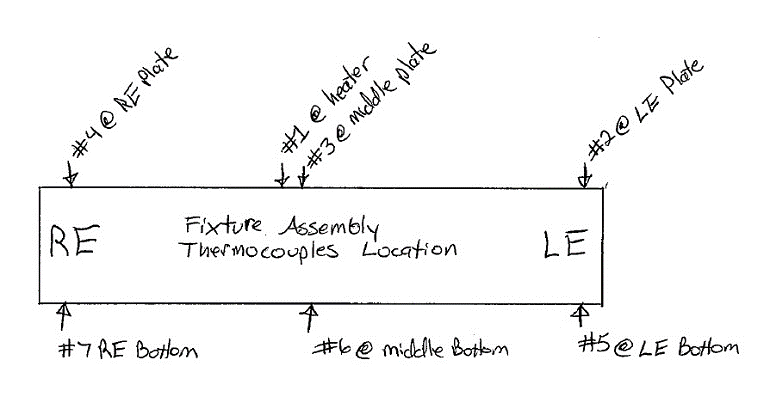 #4 @ RE Plate
#1 @ heater
#3 @ middle plate
#2 @ LE Plate
RE
Fixture Assembly
Thermocouples Location
LE
#7 RE Bottom
#6 @ middle Bottom
#5 @ LE Bottom